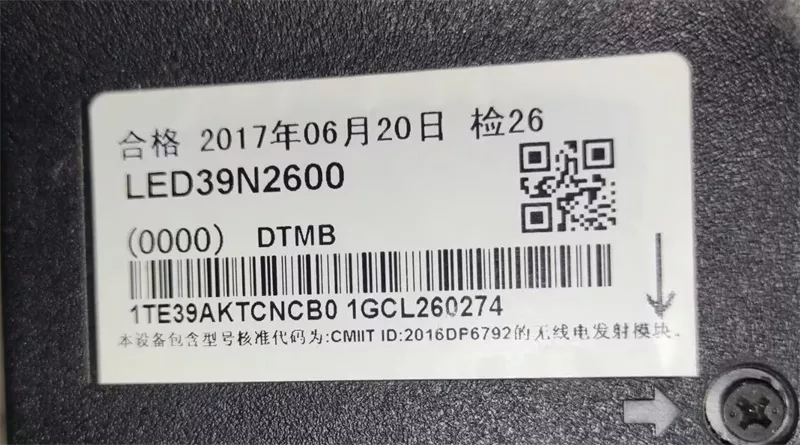 合格 2017年06月20日 检26
LED39N2600
(0000) DTMB
1TE39AKTCNCB0 1GCL260274
本设备包含型号核准代码为:CMIIT ID:2016DP6792的无线电发射模块。